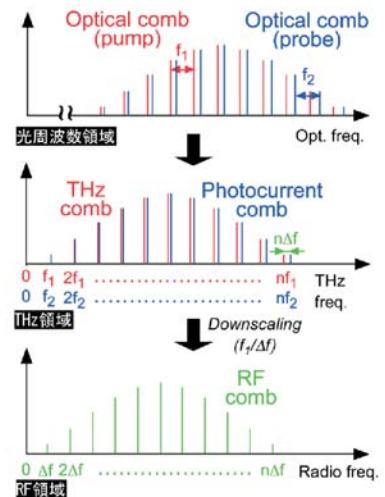 Optical comb Optical comb
(pump) (probe)
f1
f2
光周波数領域 Opt. freq.
THz Photocurrent
comb comb
nΔf
0 f1 2f1 ........................ nf1 THz
0 f2 2f2 ........................ nf2 freq.
THz領域
Downscaling
(f1/Δf)
RF
comb
0 Δf 2Δf ........................ nΔf Radio freq.
RF領域